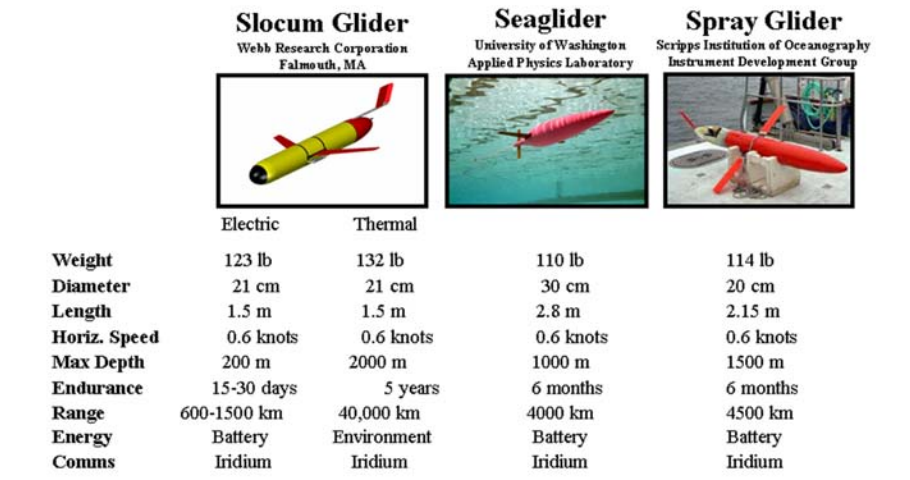 Slocum Glider
Webb Research Corporation
Falmouth, MA
Seaglider
University of Washington
Applied Physics Laboratory
Spray Glider
Scripps Institution of Oceanography
Instrument Development Group
Electric Thermal
Weight 123 lb 132 lb 110 lb 114 lb
Diameter 21 cm 21 cm 30 cm 20 cm
Length 1.5 m 1.5 m 2.8 m 2.15 m
Horiz. Speed 0.6 knots 0.6 knots 0.6 knots 0.6 knots
Max Depth 200 m 2000 m 1000 m 1500 m
Endurance 15-30 days 5 years 6 months 6 months
Range 600-1500 km 40,000 km 4000 km 4500 km
Energy Battery Environment Battery Battery
Comms Iridium Iridium Iridium Iridium